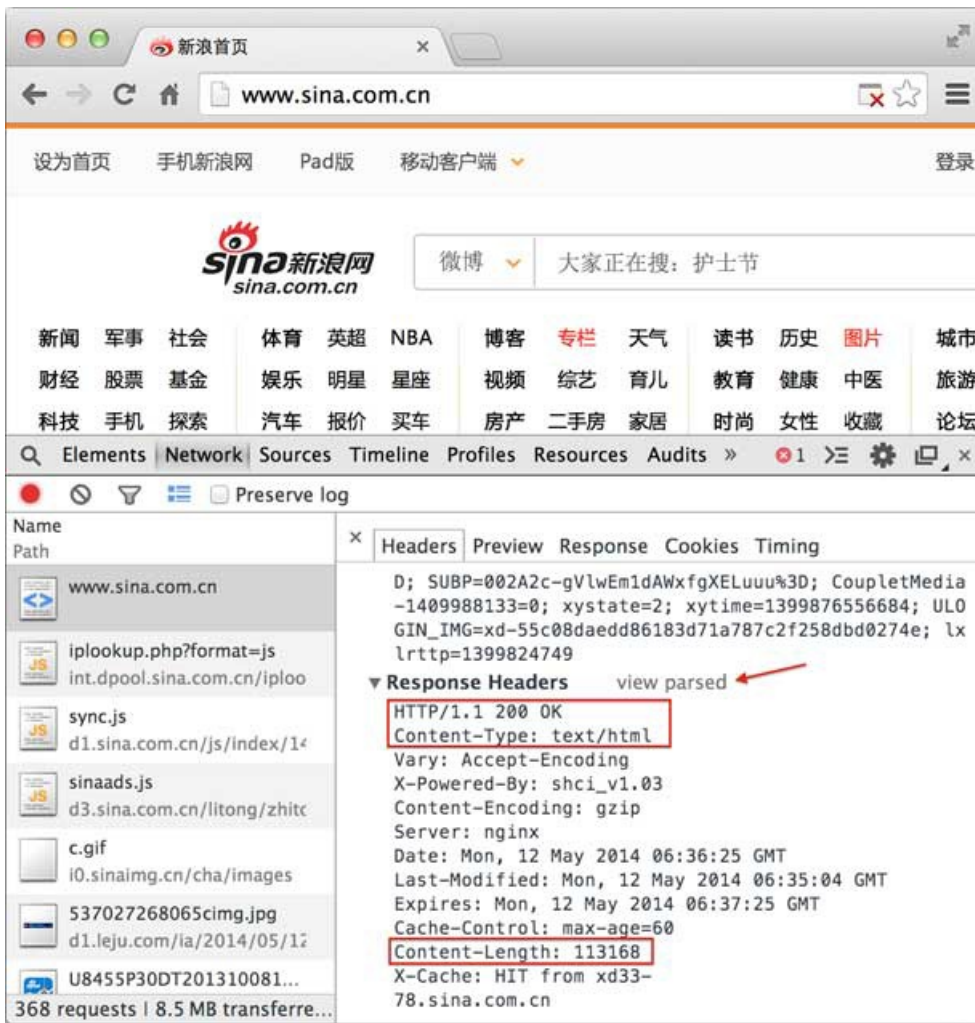 新浪首页
www.sina.com.cn
设为首页 手机新浪网 Pad版 移动客户端 登录
sina新浪网
sina.com.cn
微博 大家正在搜：护士节
新闻 军事 社会 体育 英超 NBA 博客 专栏 天气 读书 历史 图片 城市
财经 股票 基金 娱乐 明星 星座 视频 综艺 育儿 教育 健康 中医 旅游
科技 手机 探索 汽车 报价 买车 房产 二手房 家居 时尚 女性 收藏 论坛
Elements Network Sources Timeline Profiles Resources Audits » 1
Preserve log
Name
Path
www.sina.com.cn
iplookup.php?format=js
int.dpool.sina.com.cn/iploo
sync.js
d1.sina.com.cn/js/index/14
sinaads.js
d3.sina.com.cn/litong/zhitc
c.gif
i0.sinaimg.cn/cha/images
537027268065cimg.jpg
d1.leju.com/ia/2014/05/12
U8455P30DT201310081...
368 requests | 8.5 MB transferre...
× Headers Preview Response Cookies Timing
D; SUBP=002A2c-gVlwEm1dAWxfgXELuuu%3D; CoupletMedia
-1409988133=0; xystate=2; xytime=1399876556684; ULO
GIN_IMG=xd-55c08daedd86183d71a787c2f258dbd0274e; lx
lrttp=1399824749
▼Response Headers view parsed
HTTP/1.1 200 OK
Content-Type: text/html
Vary: Accept-Encoding
X-Powered-By: shci_v1.03
Content-Encoding: gzip
Server: nginx
Date: Mon, 12 May 2014 06:36:25 GMT
Last-Modified: Mon, 12 May 2014 06:35:04 GMT
Expires: Mon, 12 May 2014 06:37:25 GMT
Cache-Control: max-age=60
Content-Length: 113168
X-Cache: HIT from xd33-
78.sina.com.cn